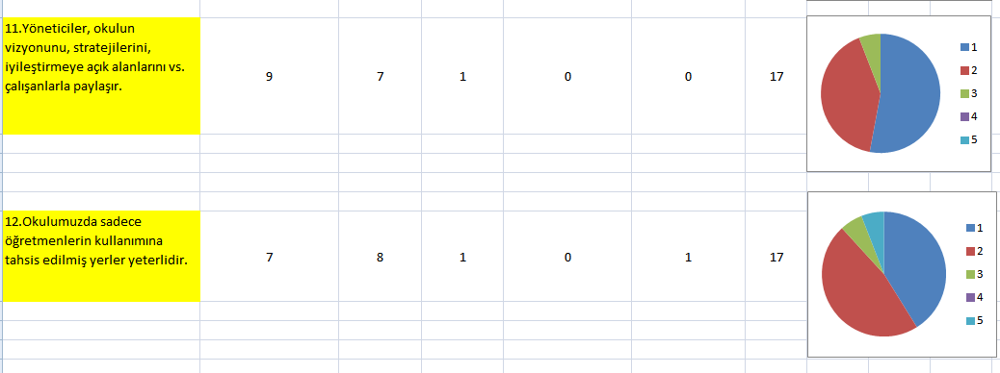 11.Yöneticiler, okulun
vizyonunu, stratejilerini,
iyileştirmeye açık alanlarını vs.
çalışanlarla paylaşır.
9 7 1 0 0 17
1
2
3
4
5
12.Okulumuzda sadece
öğretmenlerin kullanımına
tahsis edilmiş yerler yeterlidir.
7 8 1 0 1 17
1
2
3
4
5